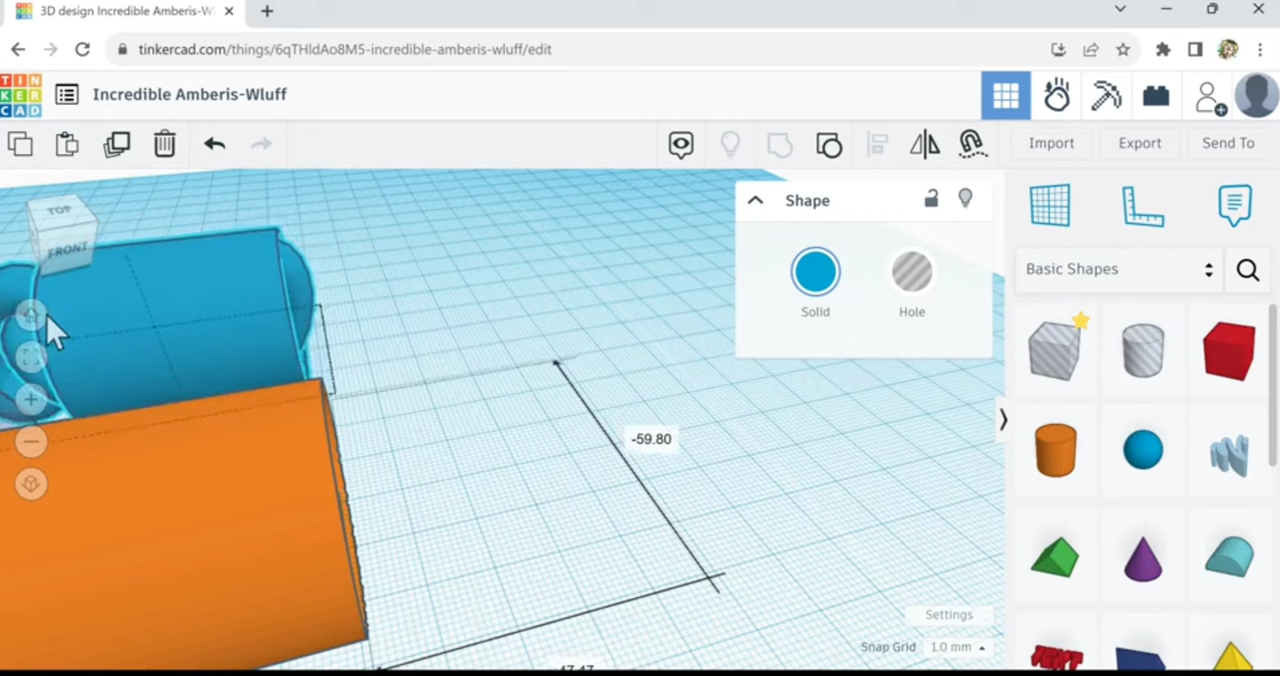 3D design Incredible Amberis-W
tinkercad.com/things/6qTHldAo8M5-incredible-amberis-wluff/edit
TIN
KER
CAD
Incredible Amberis-Wluff
Import
Export
Send To
TOP
FRONT
Shape
Solid
Hole
Basic Shapes
-59.80
Settings
Snap Grid
1.0 mm
TEXT